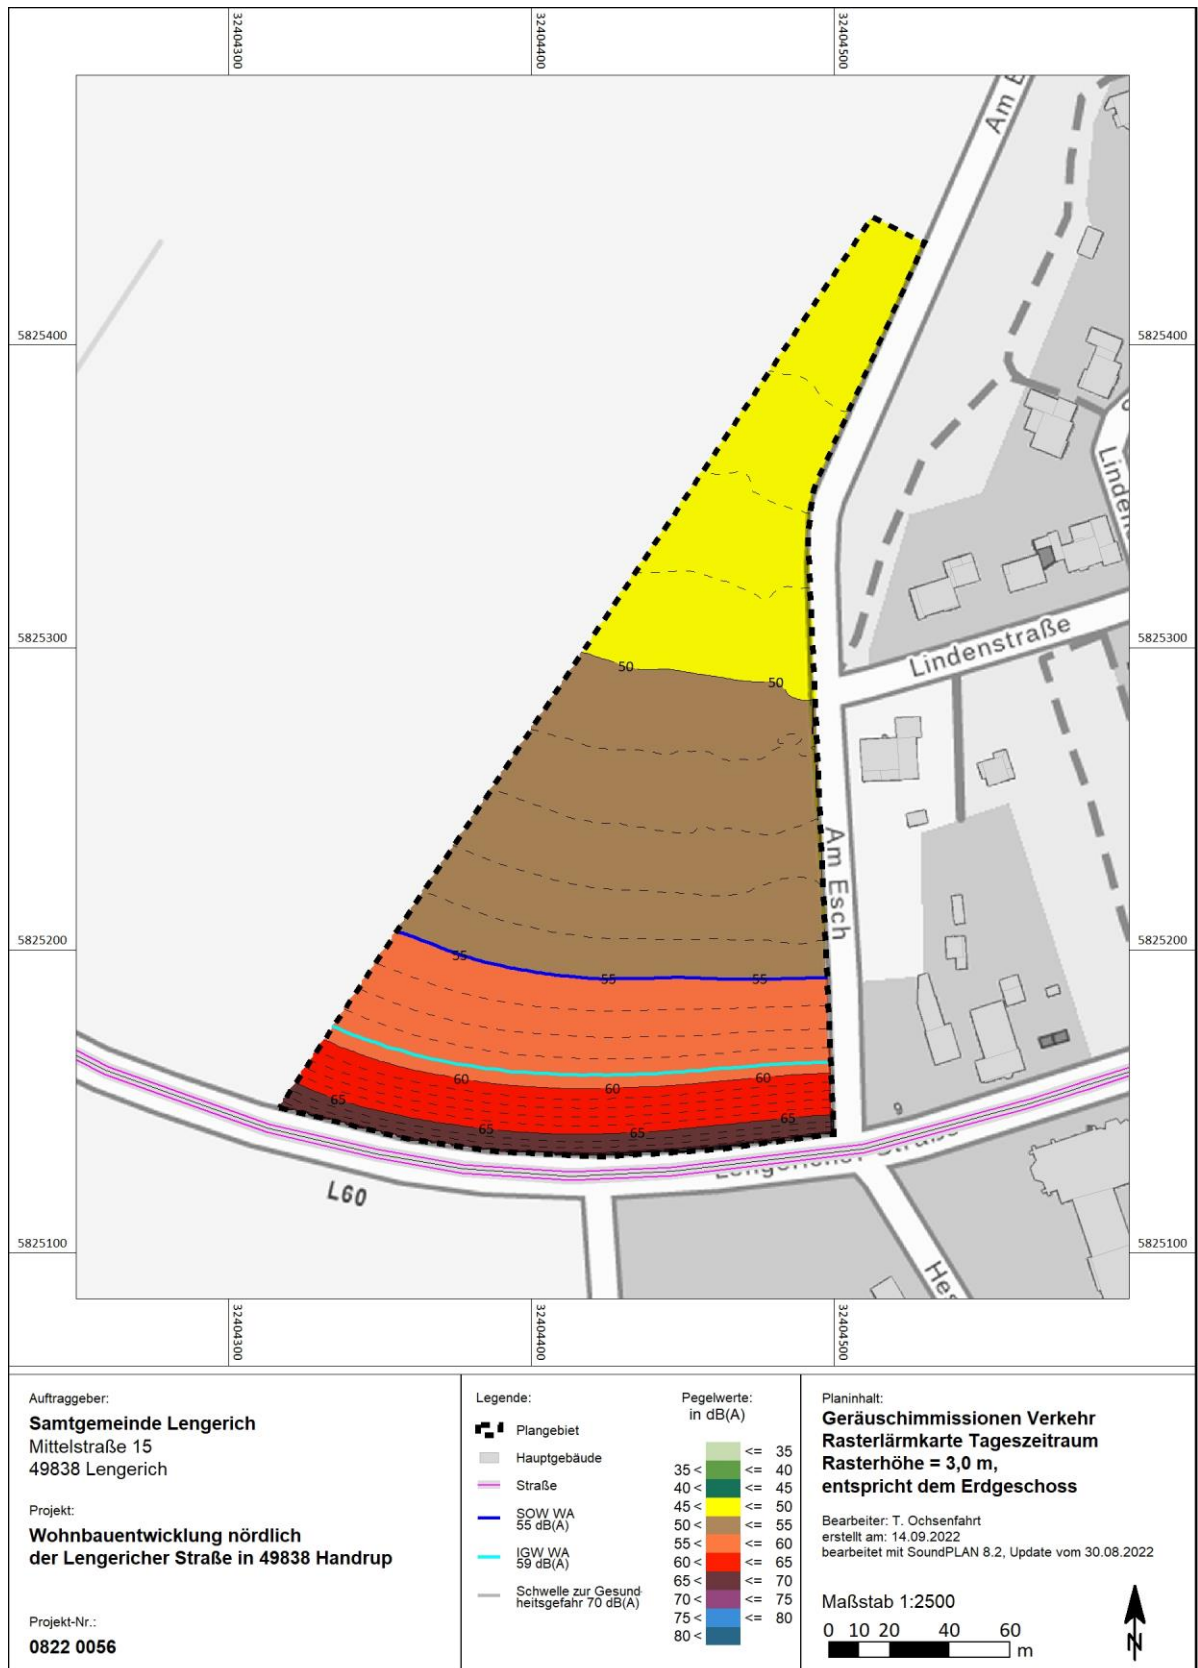 32404300
32404400
32404500
Am E
5825400
5825400
Linden
5825300
5825300
Lindenstraße
50
50
Am Esch
5825200
5825200
55
55
55
60
60
60
65
65
65
65
9
Lengericher Straße
L60
5825100
5825100
Hes
32404300
32404400
32404500
Auftraggeber:
Samtgemeinde Lengerich
Mittelstraße 15
49838 Lengerich
Projekt:
Wohnbauentwicklung nördlich
der Lengericher Straße in 49838 Handrup
Projekt-Nr.:
0822 0056
Legende:
Plangebiet
Hauptgebäude
Straße
SOW WA
55 dB(A)
IGW WA
59 dB(A)
Schwelle zur Gesund
heitsgefahr 70 dB(A)
Pegelwerte:
in dB(A)
<= 35
35 < <= 40
40 < <= 45
45 < <= 50
50 < <= 55
55 < <= 60
60 < <= 65
65 < <= 70
70 < <= 75
75 < <= 80
80 <
Planinhalt:
Geräuschimmissionen Verkehr
Rasterlärmkarte Tageszeitraum
Rasterhöhe = 3,0 m,
entspricht dem Erdgeschoss
Bearbeiter: T. Ochsenfahrt
erstellt am: 14.09.2022
bearbeitet mit SoundPLAN 8.2, Update vom 30.08.2022
Maßstab 1:2500
0 10 20 40 60
m
N